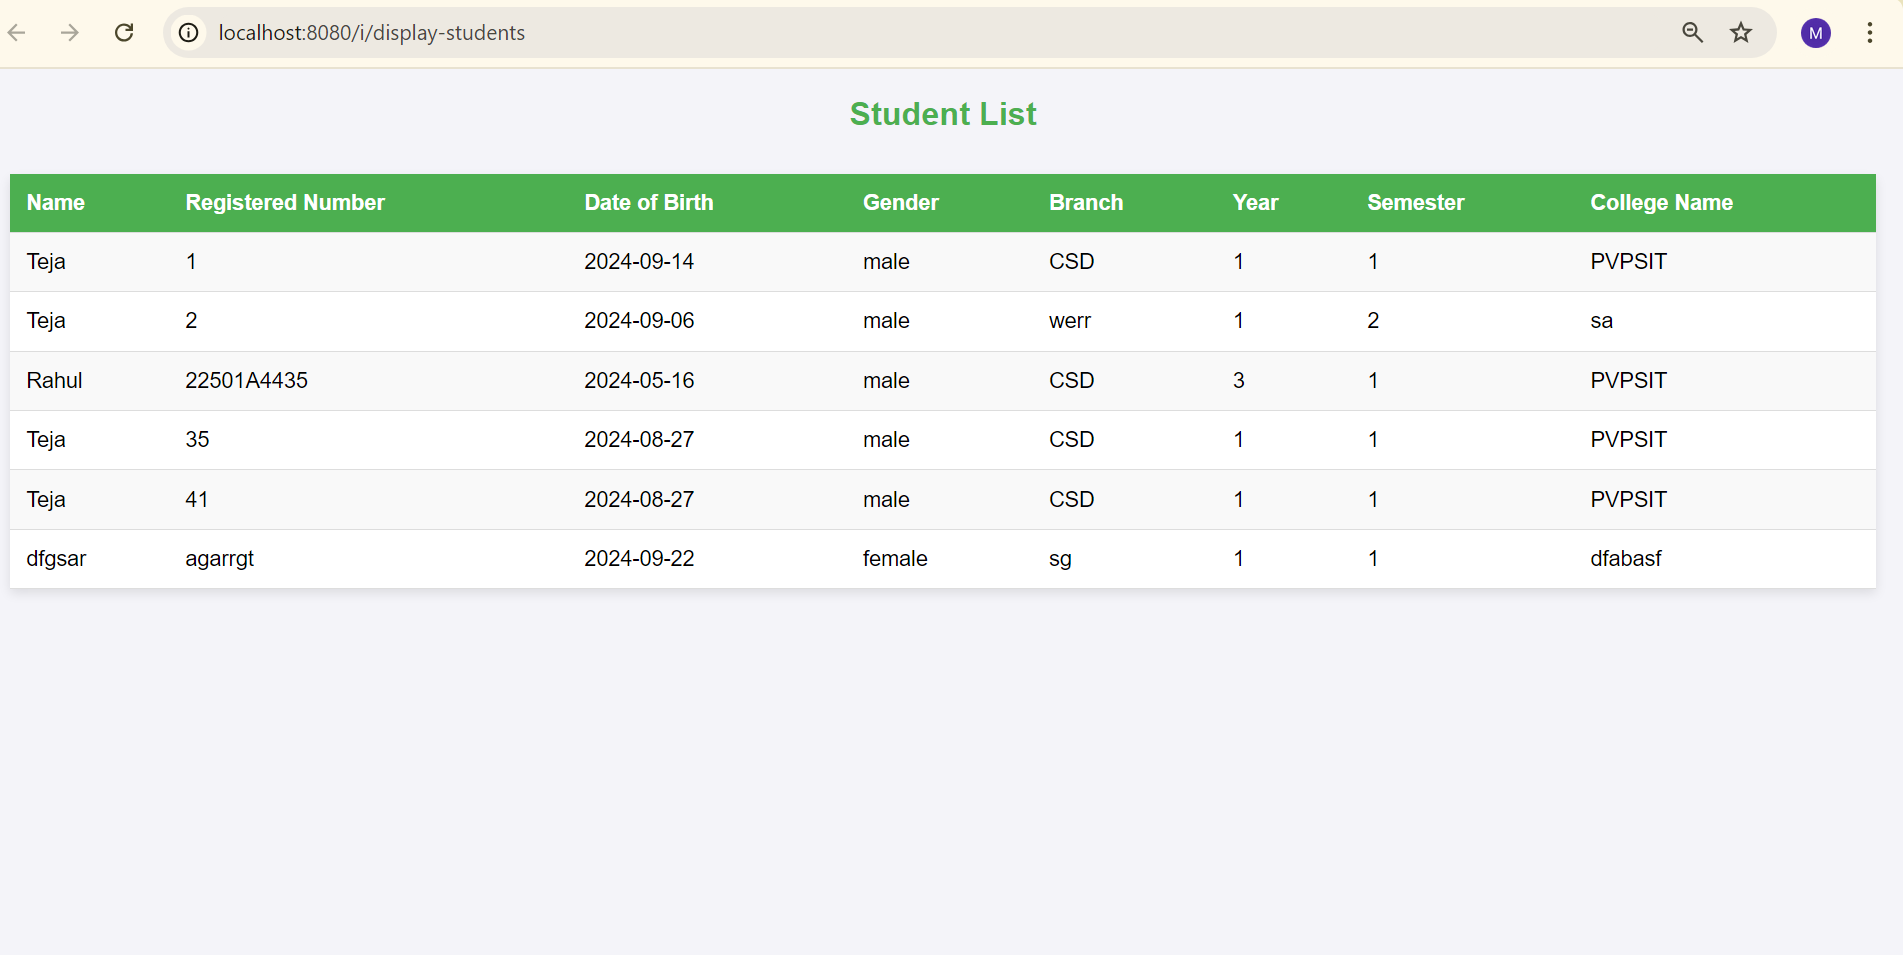 localhost:8080/i/display-students
M
Student List
Name Registered Number Date of Birth Gender Branch Year Semester College Name
Teja 1 2024-09-14 male CSD 1 1 PVPSIT
Teja 2 2024-09-06 male werr 1 2 sa
Rahul 22501A4435 2024-05-16 male CSD 3 1 PVPSIT
Teja 35 2024-08-27 male CSD 1 1 PVPSIT
Teja 41 2024-08-27 male CSD 1 1 PVPSIT
dfgsar agarrgt 2024-09-22 female sg 1 1 dfabasf